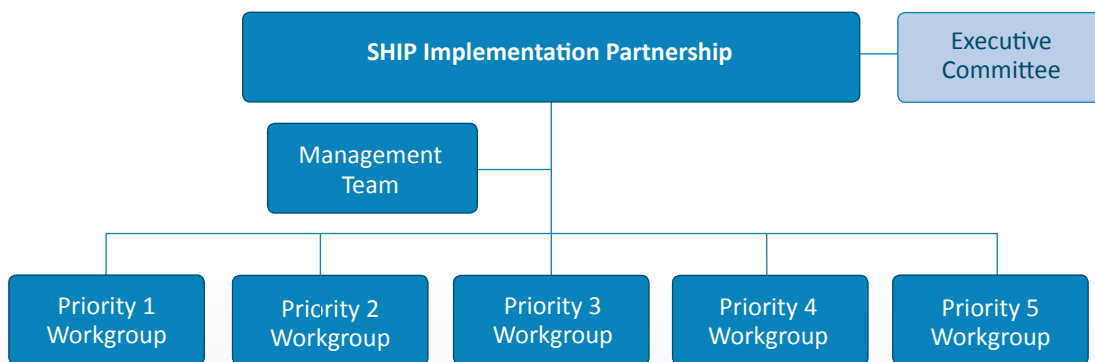 SHIP Implementation Partnership
Executive
Committee
Management
Team
Priority 1
Workgroup
Priority 2
Workgroup
Priority 3
Workgroup
Priority 4
Workgroup
Priority 5
Workgroup